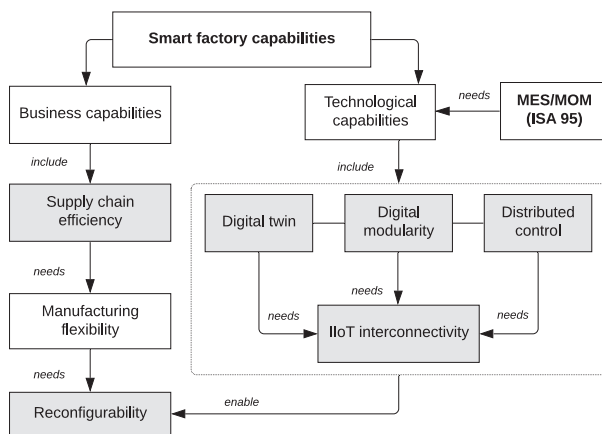 Smart factory capabilities
Business capabilities
Technological
capabilities
needs
MES/MOM
(ISA 95)
include
include
Supply chain
efficiency
Digital twin
Digital
modularity
Distributed
control
needs
needs
needs
needs
Manufacturing
flexibility
IIoT interconnectivity
needs
Reconfigurability
enable